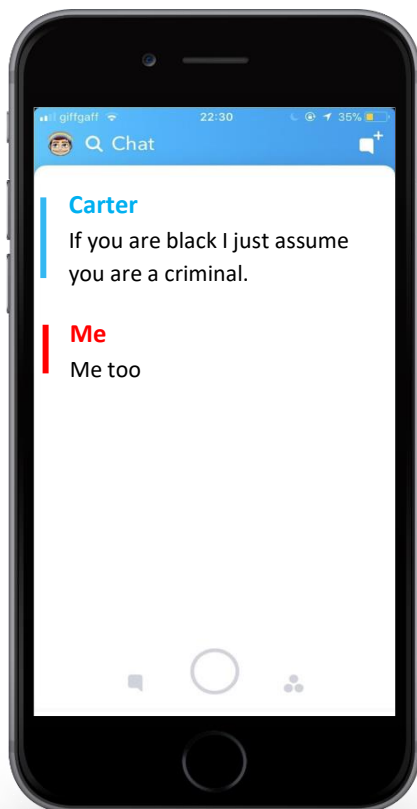 giffgaff 22:30 35%
Chat
Carter
If you are black I just assume
you are a criminal.
Me
Me too